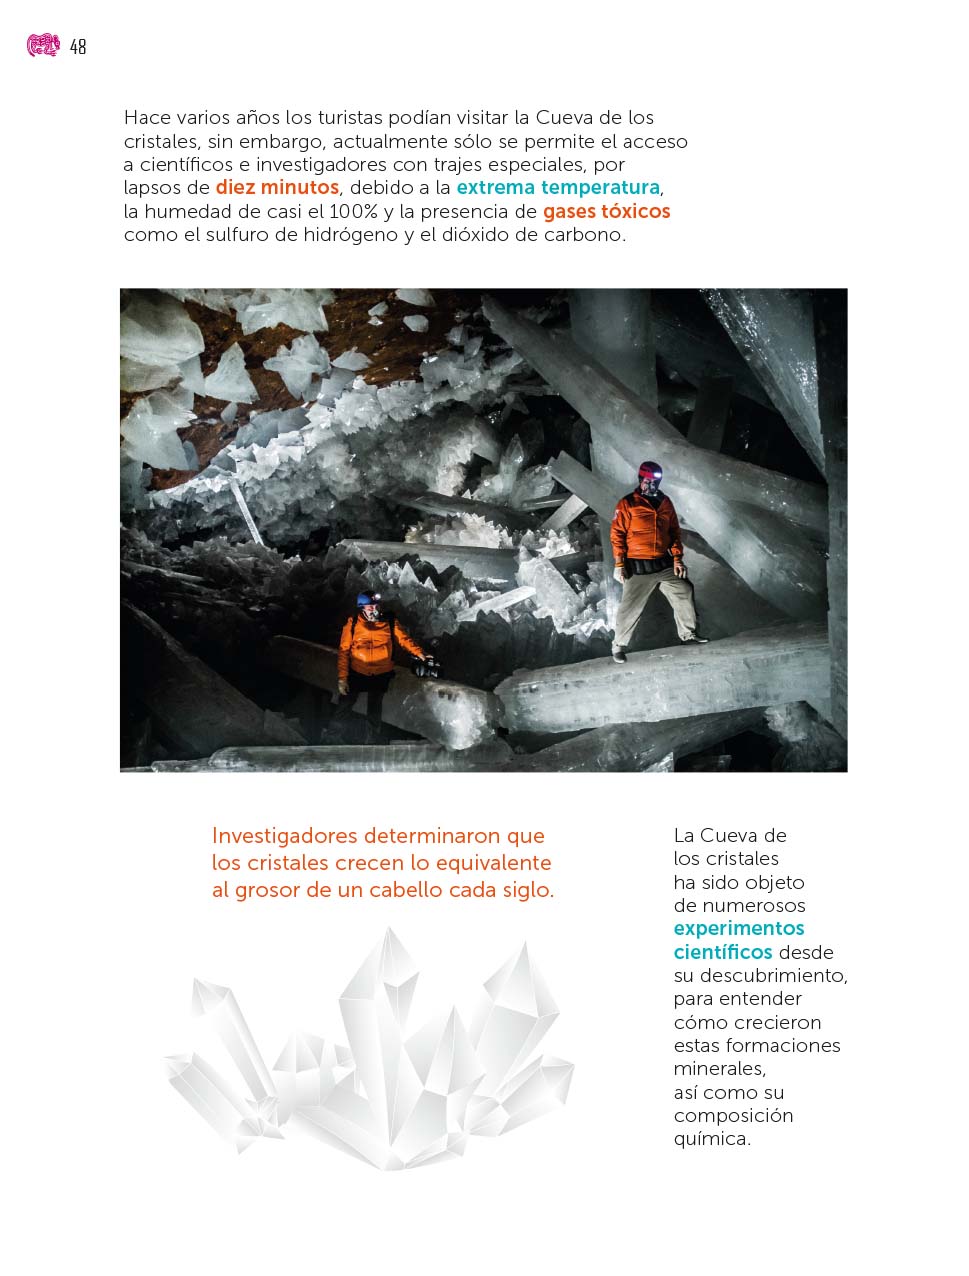 48
Hace varios años los turistas podían visitar la Cueva de los
cristales, sin embargo, actualmente sólo se permite el acceso
a científicos e investigadores con trajes especiales, por
lapsos de diez minutos, debido a la extrema temperatura,
la humedad de casi el 100% y la presencia de gases tóxicos
como el sulfuro de hidrógeno y el dióxido de carbono.
Investigadores determinaron que
los cristales crecen lo equivalente
al grosor de un cabello cada siglo.
La Cueva de
los cristales
ha sido objeto
de numerosos
experimentos
científicos desde
su descubrimiento,
para entender
cómo crecieron
estas formaciones
minerales,
así como su
composición
química.